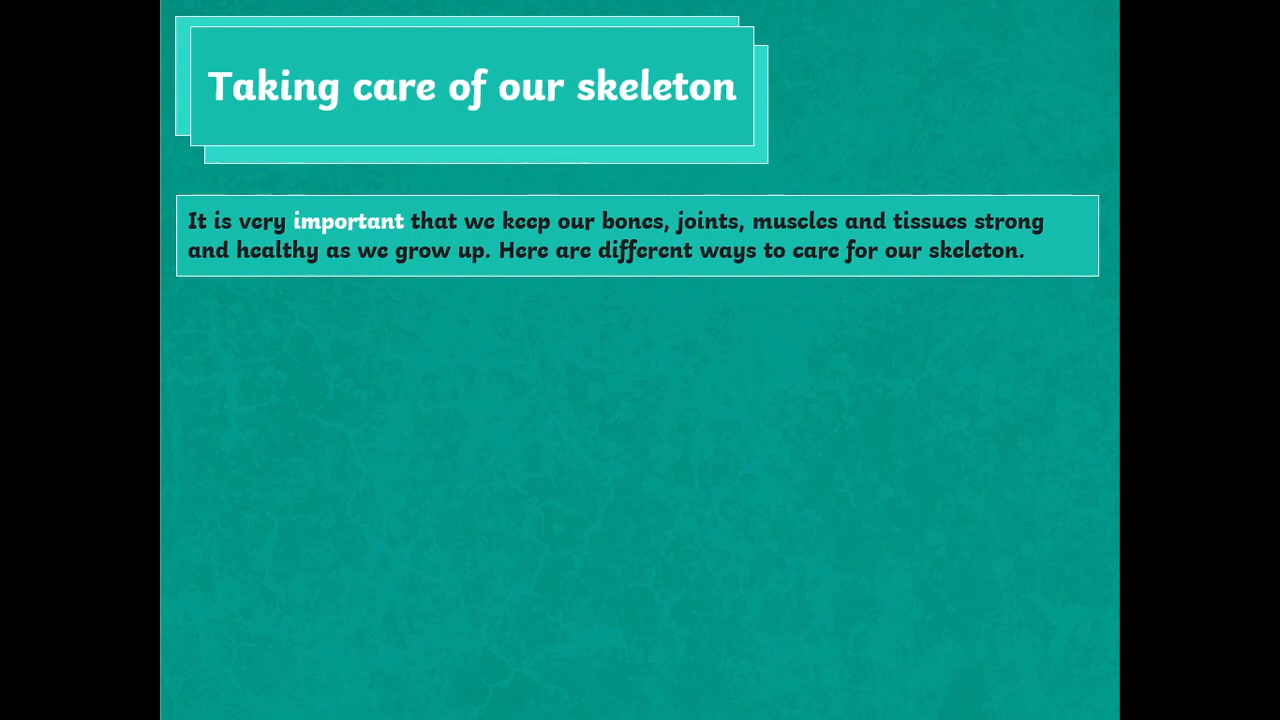 Taking care of our skeleton
It is very important that we keep our bones, joints, muscles and tissues strong
and healthy as we grow up. Here are different ways to care for our skeleton.